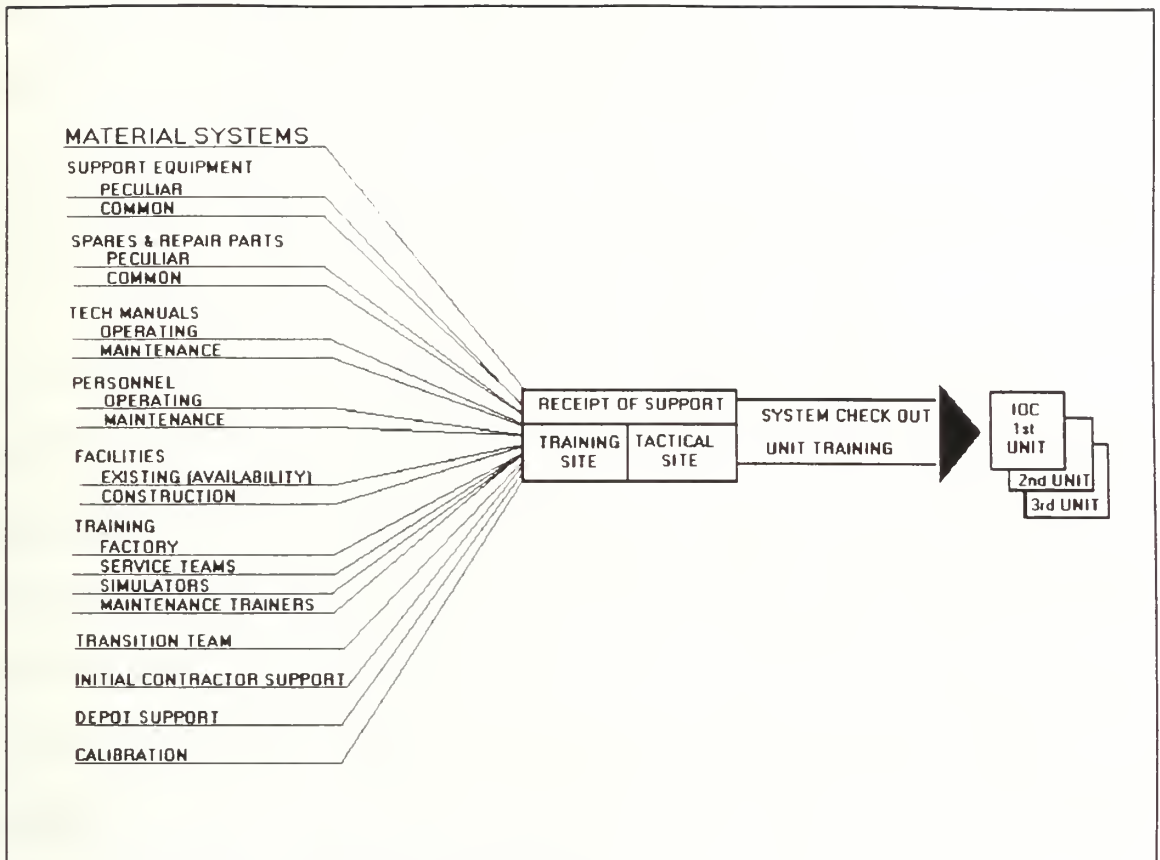 MATERIAL SYSTEMS
SUPPORT EQUIPMENT
PECULIAR
COMMON
SPARES & REPAIR PARTS
PECULIAR
COMMON
TECH MANUALS
OPERATING
MAINTENANCE
PERSONNEL
OPERATING
MAINTENANCE
FACILITIES
EXISTING (AVAILABILITY)
CONSTRUCTION
TRAINING
FACTORY
SERVICE TEAMS
SIMULATORS
MAINTENANCE TRAINERS
TRANSITION TEAM
INITIAL CONTRACTOR SUPPORT
DEPOT SUPPORT
CALIBRATION
RECEIPT OF SUPPORT
TRAINING
SITE
TACTICAL
SITE
SYSTEM CHECK OUT
UNIT TRAINING
IOC
1st
UNIT
2nd UNIT
3rd UNIT